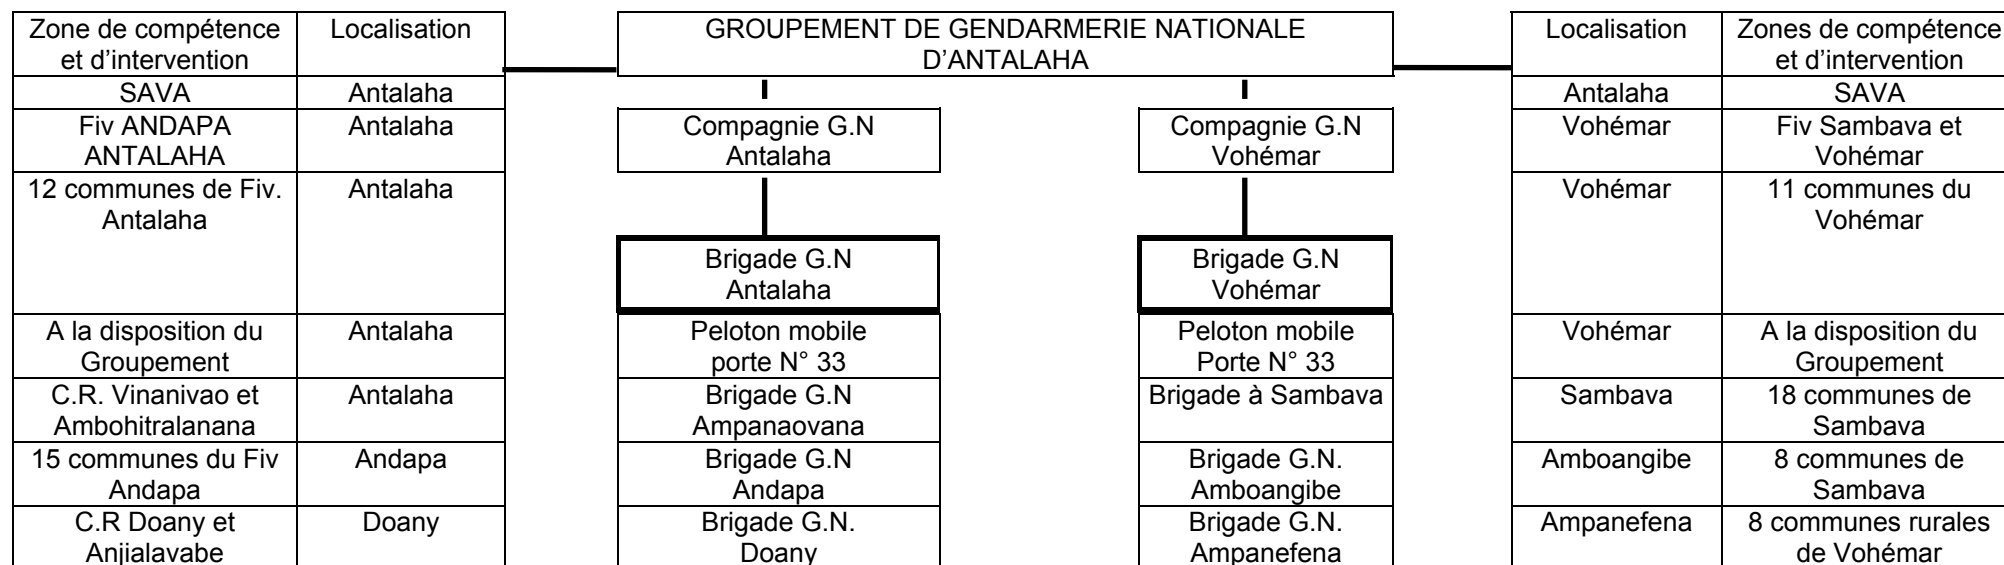 Zone de compétence
et d'intervention
Localisation
GROUPEMENT DE GENDARMERIE NATIONALE
D'ANTALAHA
Localisation
Zones de compétence
et d'intervention
SAVA
Antalaha
Antalaha
SAVA
Fiv ANDAPA
ANTALAHA
Antalaha
Compagnie G.N
Antalaha
Compagnie G.N
Vohémar
Vohémar
Fiv Sambava et
Vohémar
12 communes de Fiv.
Antalaha
Antalaha
Brigade G.N
Antalaha
Brigade G.N
Vohémar
Vohémar
11 communes du
Vohémar
A la disposition du
Groupement
Antalaha
Peloton mobile
porte N° 33
Peloton mobile
Porte N° 33
Vohémar
A la disposition du
Groupement
C.R. Vinanivao et
Ambohitralanana
Antalaha
Brigade G.N
Ampanaovana
Brigade à Sambava
Sambava
18 communes de
Sambava
15 communes du Fiv
Andapa
Andapa
Brigade G.N
Andapa
Brigade G.N.
Amboangibe
Amboangibe
8 communes de
Sambava
C.R Doany et
Anjialavabe
Doany
Brigade G.N.
Doany
Brigade G.N.
Ampanefena
Ampanefena
8 communes rurales
de Vohémar